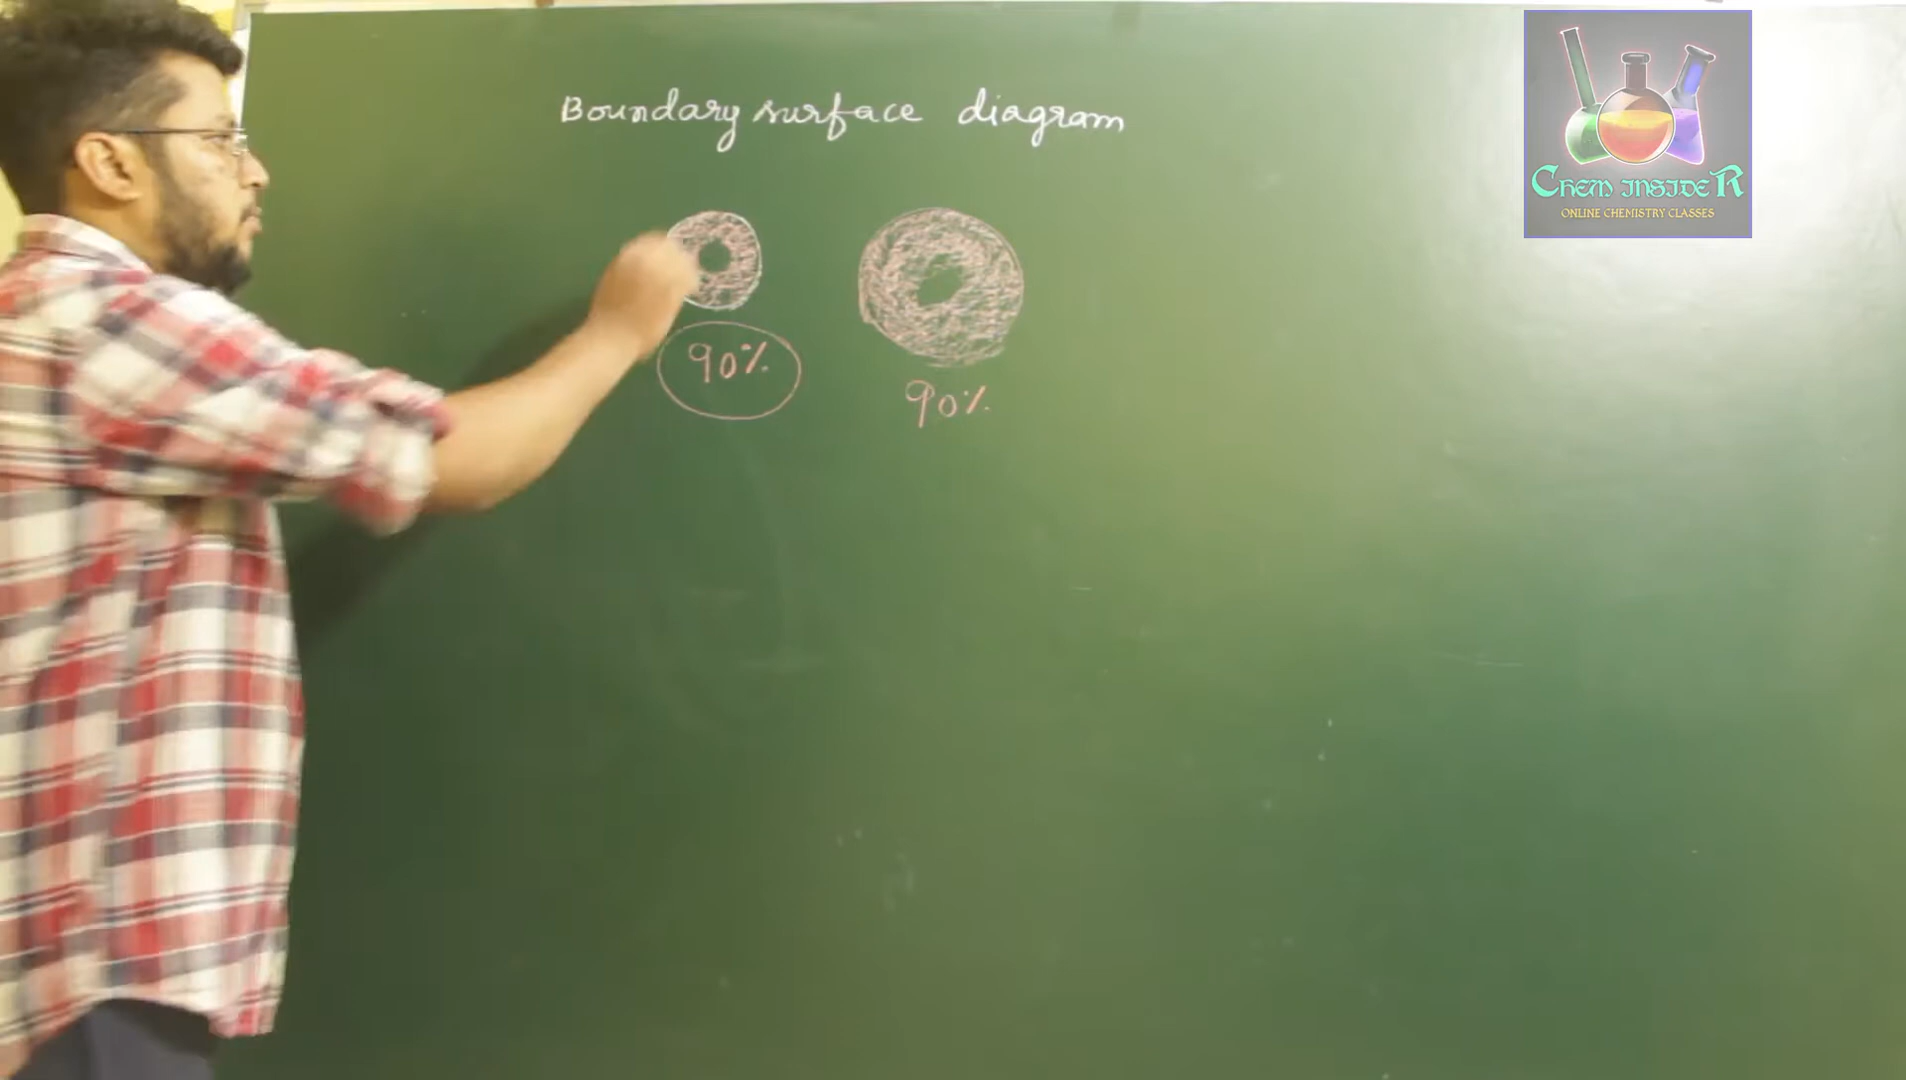 Boundary surface diagram
90%
90%
CHEM INSIDER
ONLINE CHEMISTRY CLASSES